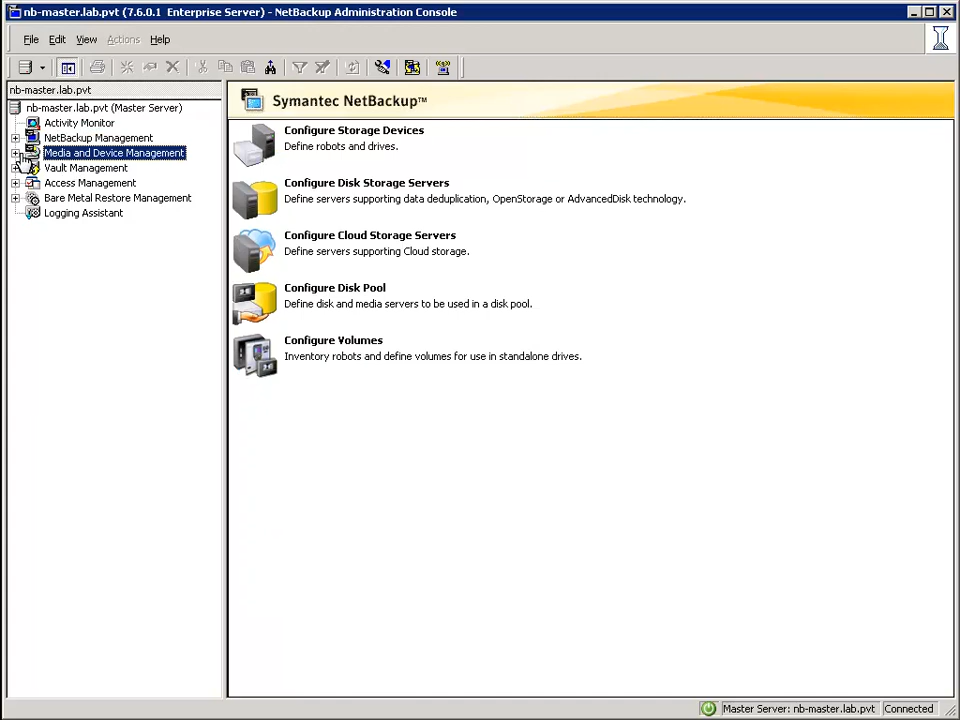 nb-master.lab.pvt (7.6.0.1 Enterprise Server) - NetBackup Administration Console
File Edit View Actions Help
nb-master.lab.pvt
nb-master.lab.pvt (Master Server)
Activity Monitor
NetBackup Management
Media and Device Management
Vault Management
Access Management
Bare Metal Restore Management
Logging Assistant
Symantec NetBackup™
Configure Storage Devices
Define robots and drives.
Configure Disk Storage Servers
Define servers supporting data deduplication, OpenStorage or AdvancedDisk technology.
Configure Cloud Storage Servers
Define servers supporting Cloud storage.
Configure Disk Pool
Define disk and media servers to be used in a disk pool.
Configure Volumes
Inventory robots and define volumes for use in standalone drives.
Master Server: nb-master.lab.pvt Connected